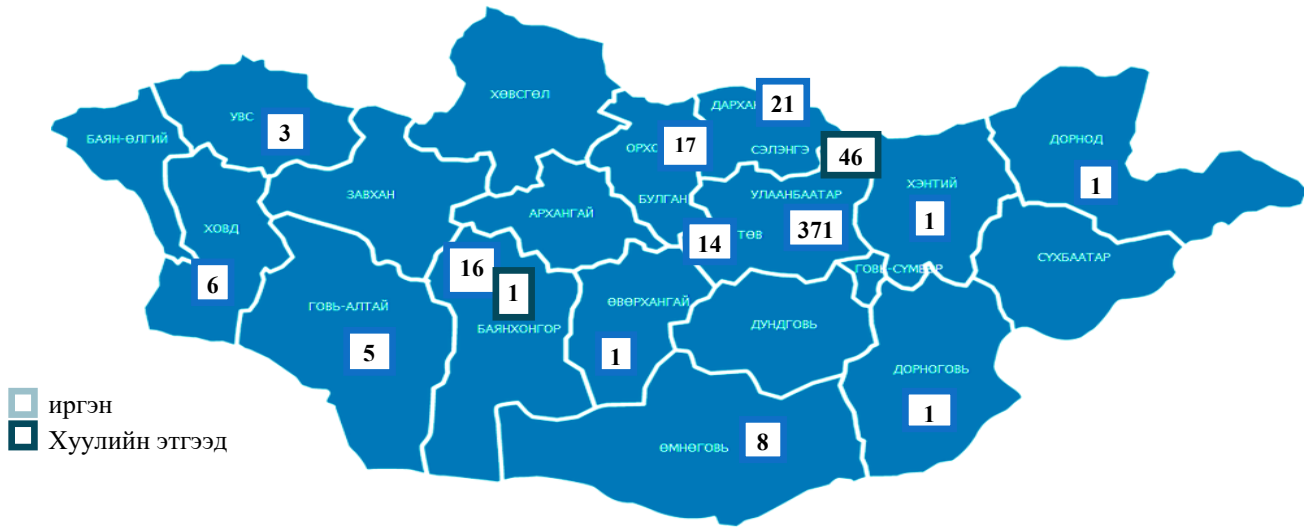 ХӨВСГӨЛ
ДАРХАН
21
УВС
3
БАЯН-ӨЛГИЙ
ОРХО
17
СЭЛЭНГЭ
46
ДОРНОД
1
ХЭНТИЙ
1
ЗАВХАН
БУЛГАН
УЛААНБААТАР
371
АРХАНГАЙ
ХОВД
6
14
ТӨВ
СҮХБААТАР
16
1
ГОВЬ-СҮМБЭР
ГОВЬ-АЛТАЙ
5
БАЯНХОНГОР
ӨВӨРХАНГАЙ
1
ДУНДГОВЬ
ДОРНОГОВЬ
1
ӨМНӨГОВЬ
8
иргэн
Хуулийн этгээд